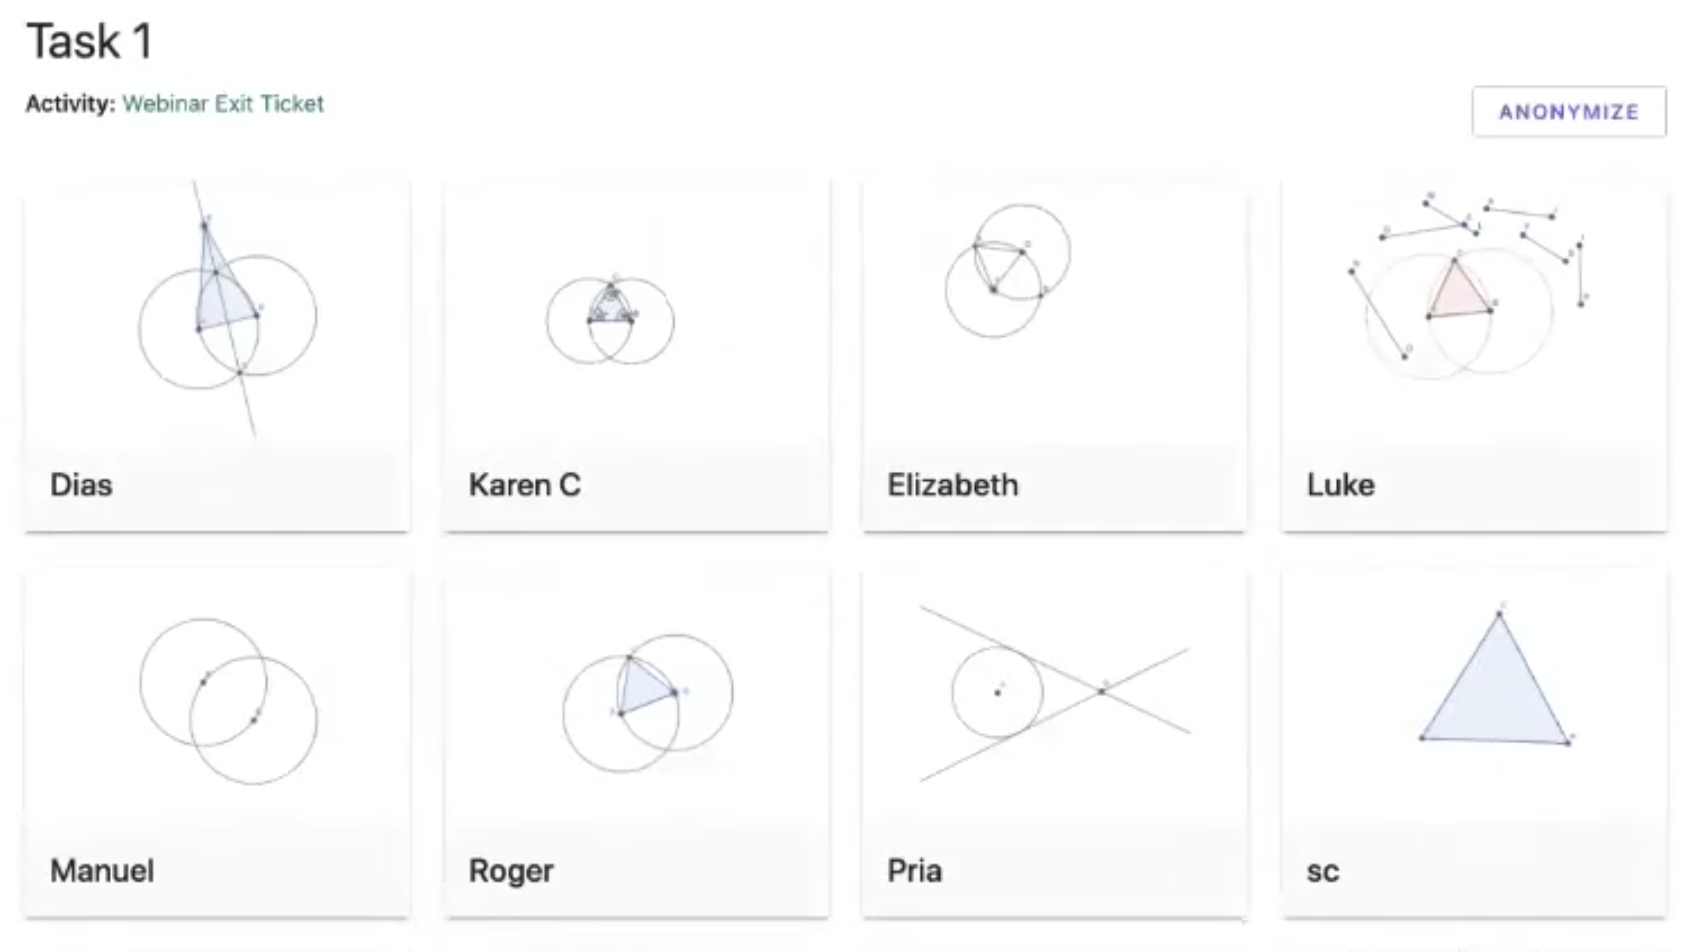 Task 1
Activity: Webinar Exit Ticket
ANONYMIZE
Dias
Karen C
Elizabeth
Luke
Manuel
Roger
Pria
sc